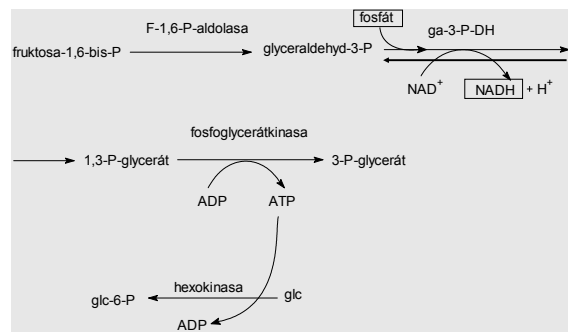 F-1,6-P-aldolasa
fosfát
ga-3-P-DH
fruktosa-1,6-bis-P
glyceraldehyd-3-P
NAD+
NADH + H+
fosfoglycerátkinasa
1,3-P-glycerát
3-P-glycerát
ADP
ATP
hexokinasa
glc-6-P
glc
ADP